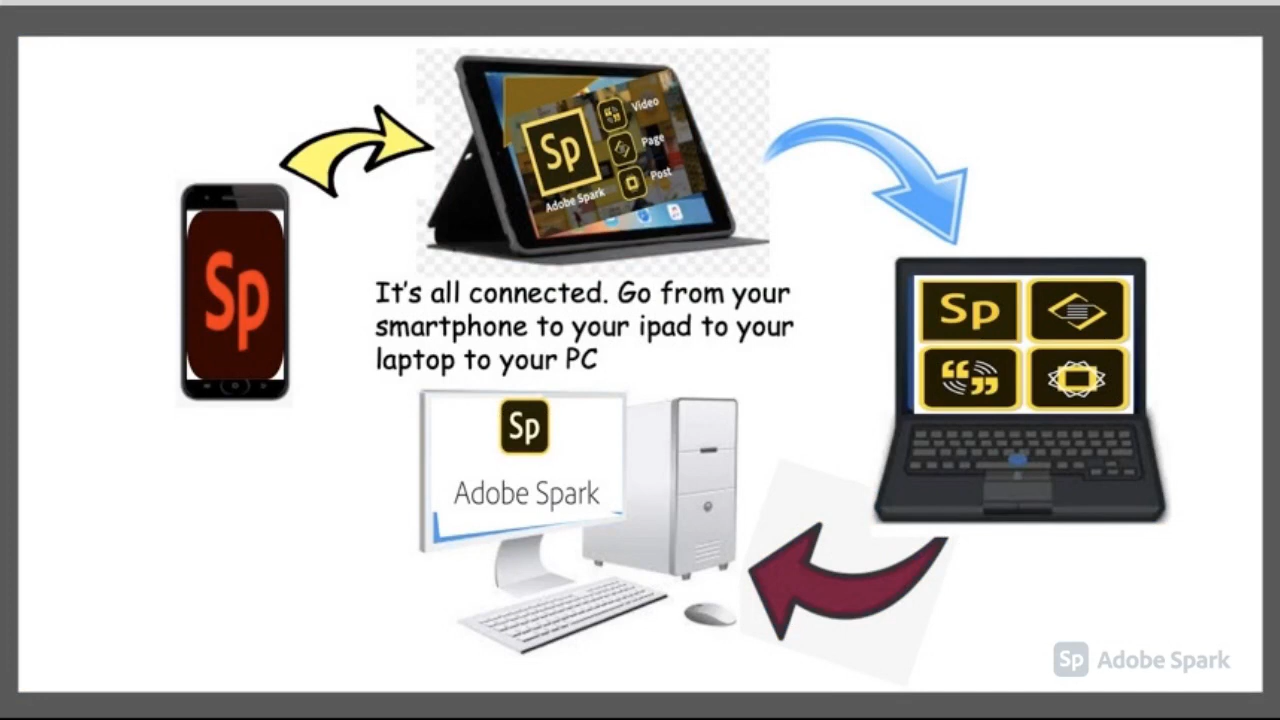 Sp
Sp
Video
Page
Post
Adobe Spark
It's all connected. Go from your
smartphone to your ipad to your
laptop to your PC
Sp
Sp
Adobe Spark
Sp Adobe Spark